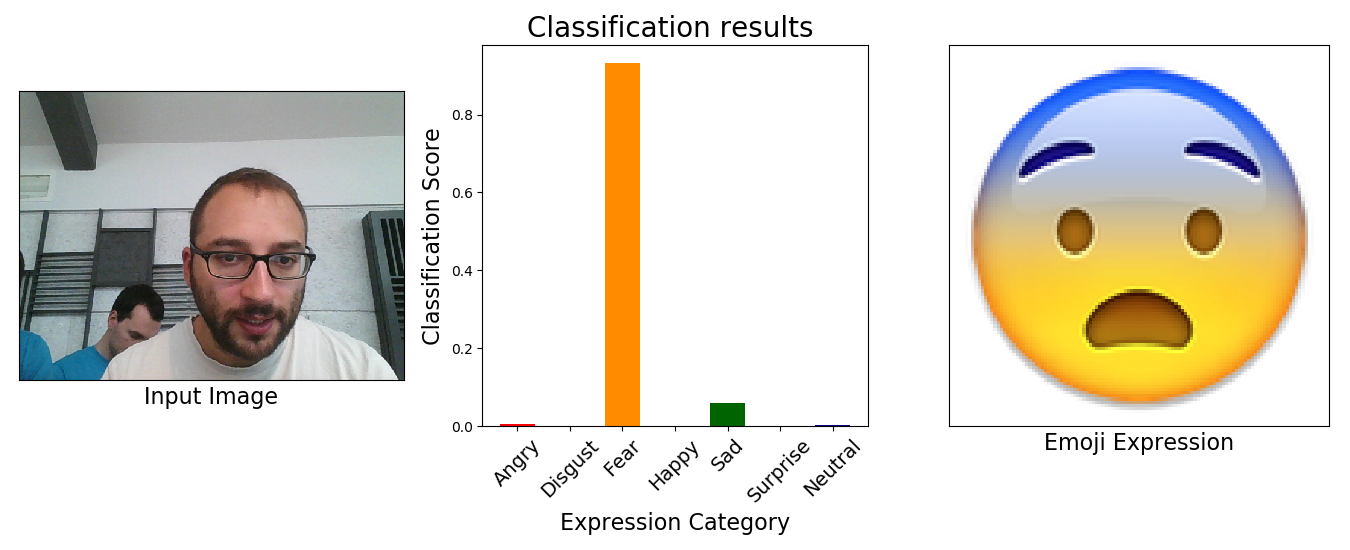 Classification results
Classification Score
0.8
0.6
0.4
0.2
0.0
Angry
Disgust
Fear
Happy
Sad
Surprise
Neutral
Expression Category
Input Image
Emoji Expression